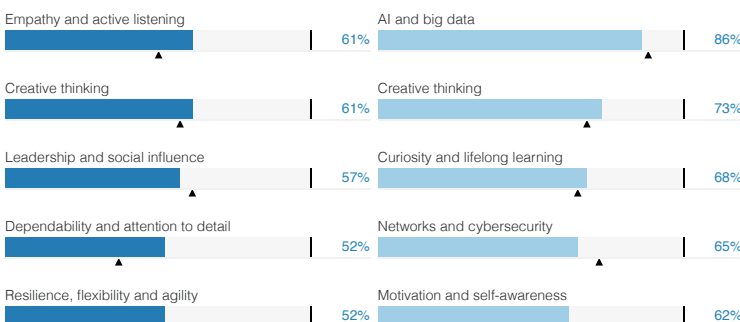 Empathy and active listening
61%
Creative thinking
61%
Leadership and social influence
57%
Dependability and attention to detail
52%
Resilience, flexibility and agility
52%
AI and big data
86%
Creative thinking
73%
Curiosity and lifelong learning
68%
Networks and cybersecurity
65%
Motivation and self-awareness
62%